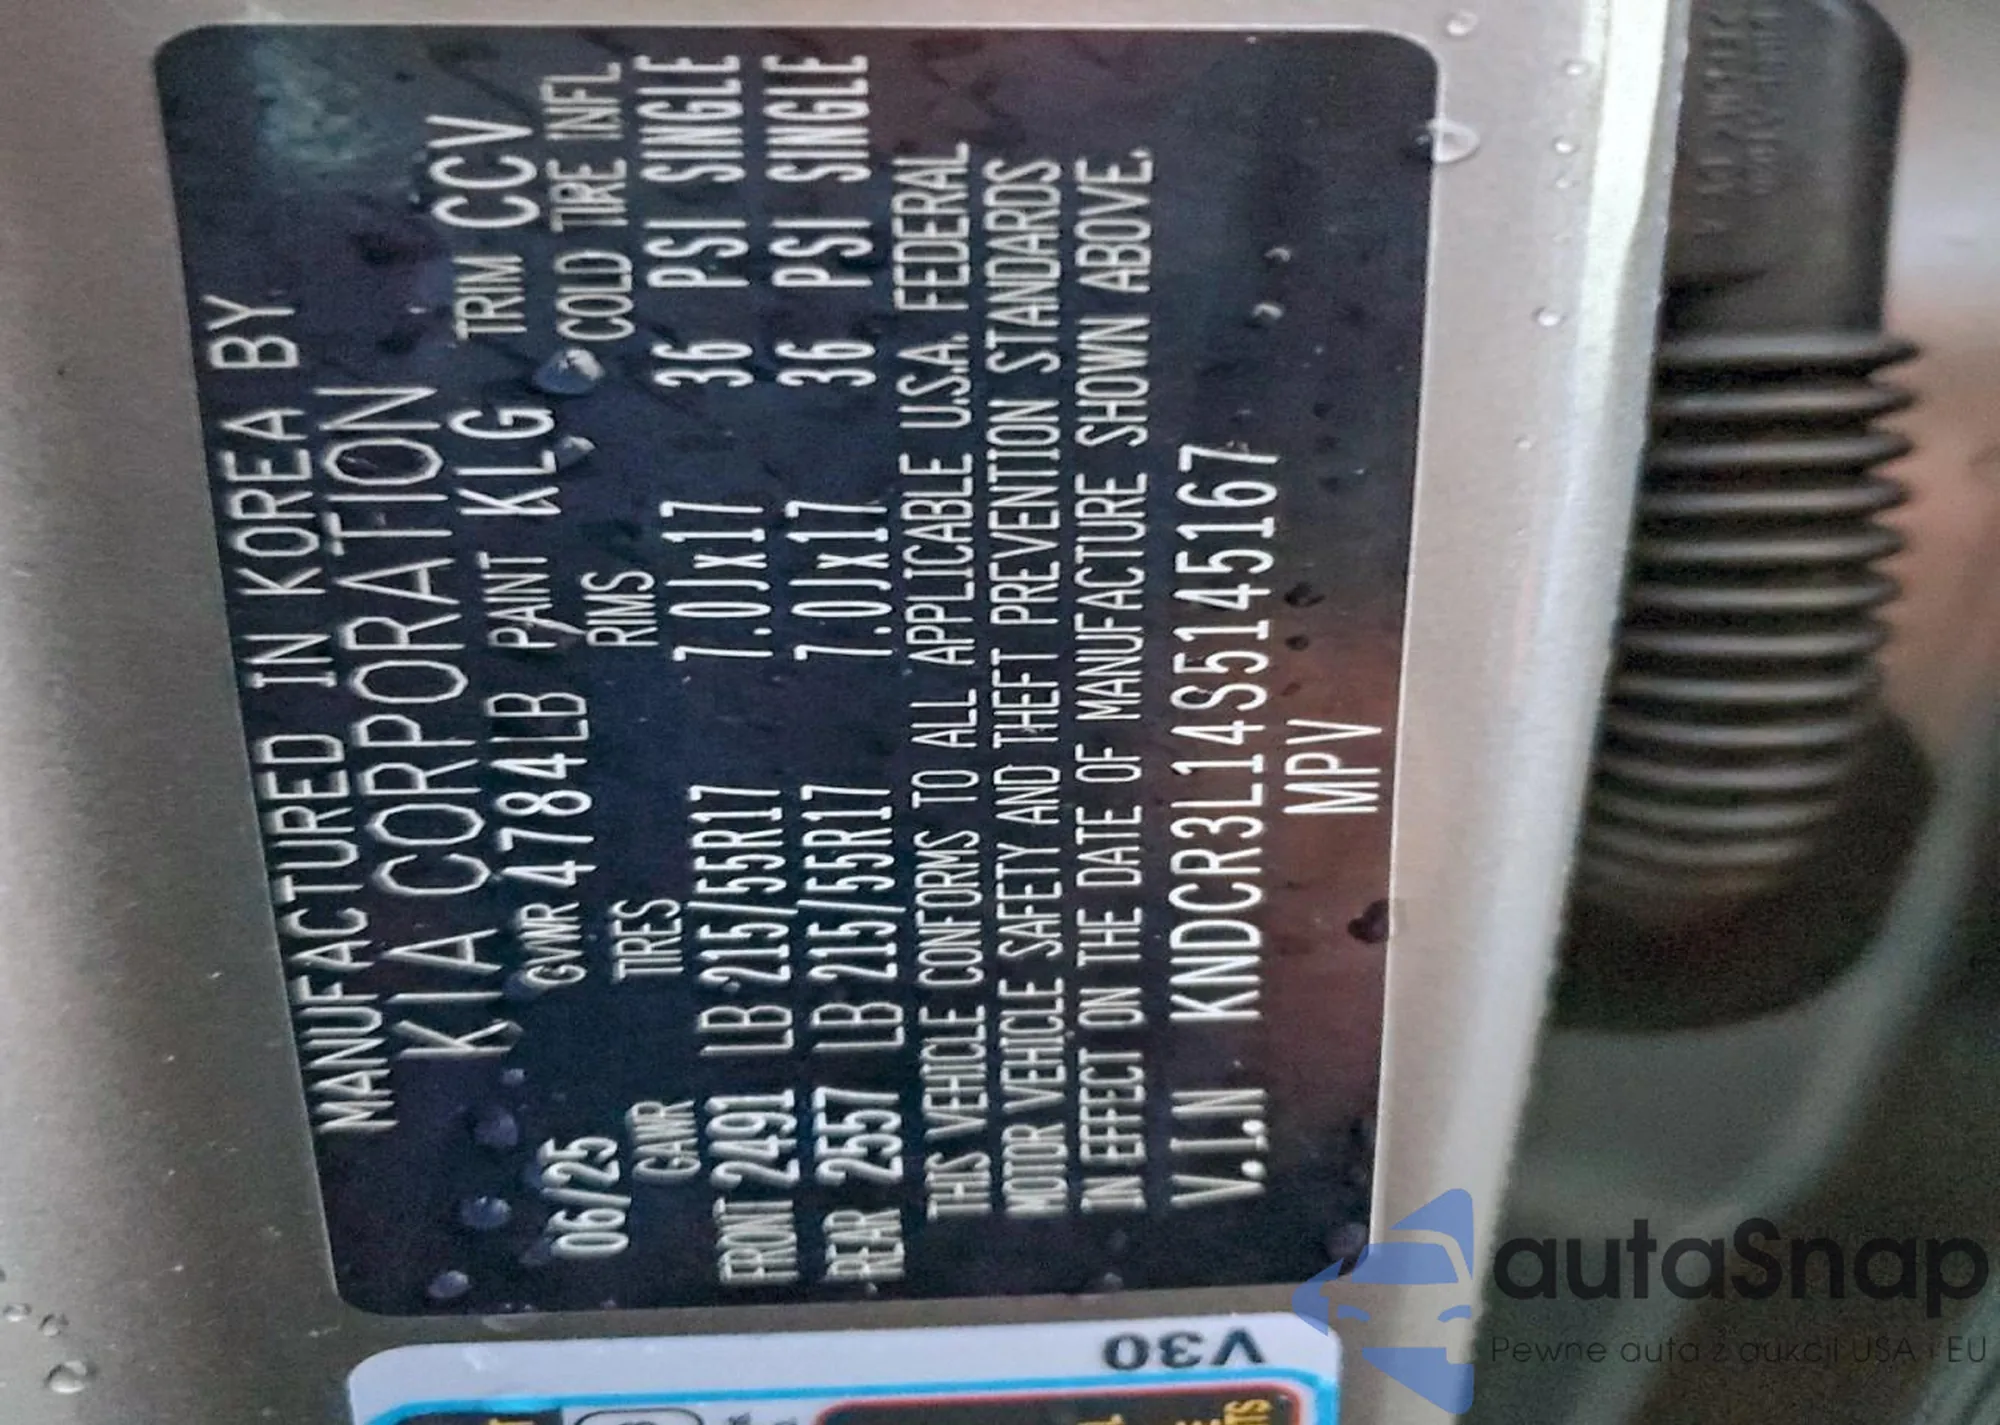 MANUFACTURED IN KOREA BY
KIA CORPORATION
06/25 GVWR 4784LB PAINT KLG TRIM CCV
GAWR TIRES RIMS COLD TIRE INFL
FRONT 2491 LB 215/55R17 7.0Jx17 36 PSI SINGLE
REAR 2557 LB 215/55R17 7.0Jx17 36 PSI SINGLE
THIS VEHICLE CONFORMS TO ALL APPLICABLE U.S.A. FEDERAL
MOTOR VEHICLE SAFETY AND THEFT PREVENTION STANDARDS
IN EFFECT ON THE DATE OF MANUFACTURE SHOWN ABOVE.
V.I.N KNDCR3L14S5145167
MPV
V30
autaSnap
Pewne auta z aukcji USA i EU